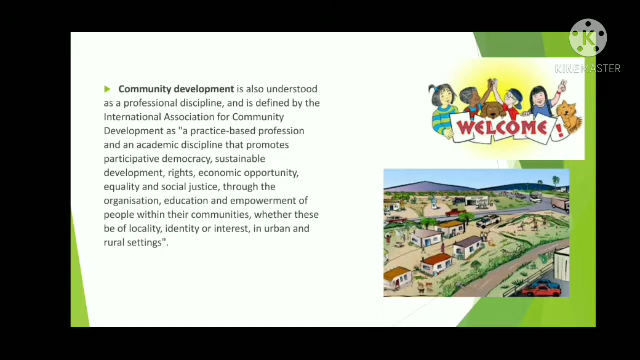 K
KINEMASTER
Community development is also understood
as a professional discipline, and is defined by the
International Association for Community
Development as "a practice-based profession
and an academic discipline that promotes
participative democracy, sustainable
development, rights, economic opportunity,
equality and social justice, through the
organisation, education and empowerment of
people within their communities, whether these
be of locality, identity or interest, in urban and
rural settings".
WELCOME!